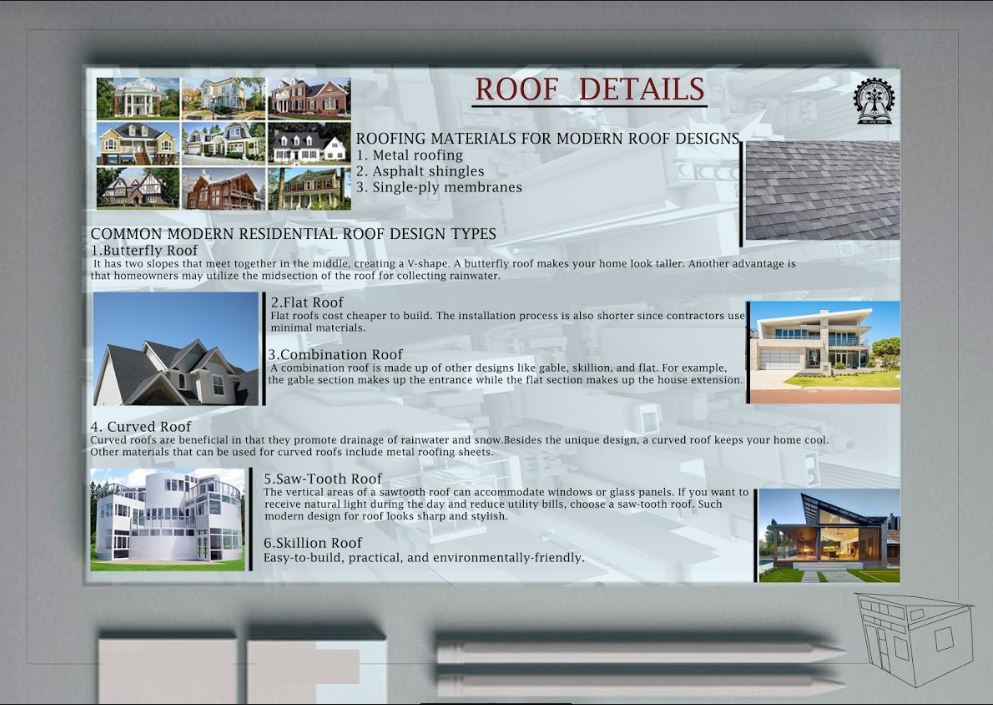 ROOF DETAILS
ROOFING MATERIALS FOR MODERN ROOF DESIGNS
1. Metal roofing
2. Asphalt shingles
3. Single-ply membranes
COMMON MODERN RESIDENTIAL ROOF DESIGN TYPES
1.Butterfly Roof
It has two slopes that meet together in the middle, creating a V-shape. A butterfly roof makes your home look taller. Another advantage is
that homeowners may utilize the midsection of the roof for collecting rainwater.
2.Flat Roof
Flat roofs cost cheaper to build. The installation process is also shorter since contractors use
minimal materials.
3.Combination Roof
A combination roof is made up of other designs like gable, skillion, and flat. For example,
the gable section makes up the entrance while the flat section makes up the house extension.
4. Curved Roof
Curved roofs are beneficial in that they promote drainage of rainwater and snow.Besides the unique design, a curved roof keeps your home cool.
Other materials that can be used for curved roofs include metal roofing sheets.
5.Saw-Tooth Roof
The vertical areas of a sawtooth roof can accommodate windows or glass panels. If you want to
receive natural light during the day and reduce utility bills, choose a saw-tooth roof. Such
modern design for roof looks sharp and stylish.
6.Skillion Roof
Easy-to-build, practical, and environmentally-friendly.